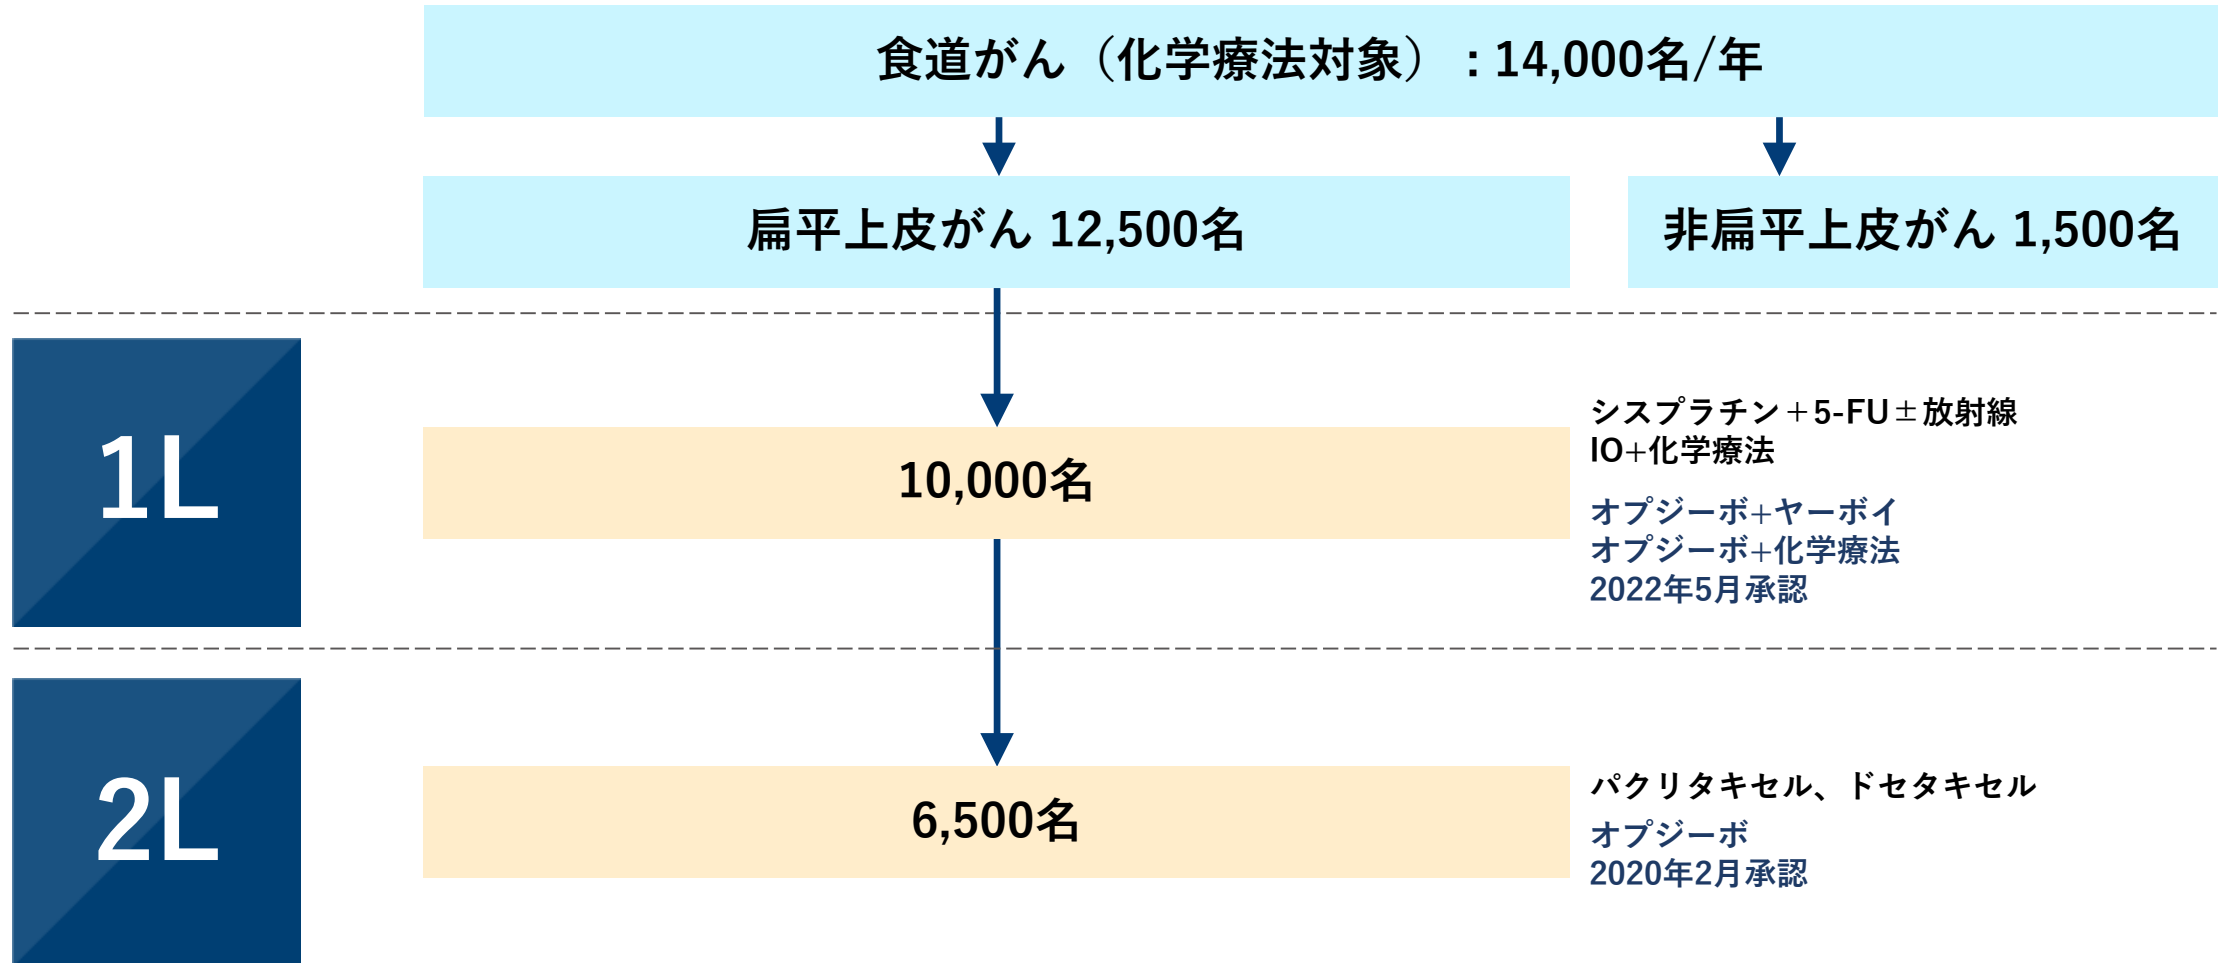 食道がん（化学療法対象）：14,000名/年
扁平上皮がん 12,500名
非扁平上皮がん 1,500名
1L
10,000名
シスプラチン＋5-FU±放射線
IO+化学療法
オプジーボ+ヤーボイ
オプジーボ+化学療法
2022年5月承認
2L
6,500名
パクリタキセル、ドセタキセル
オプジーボ
2020年2月承認